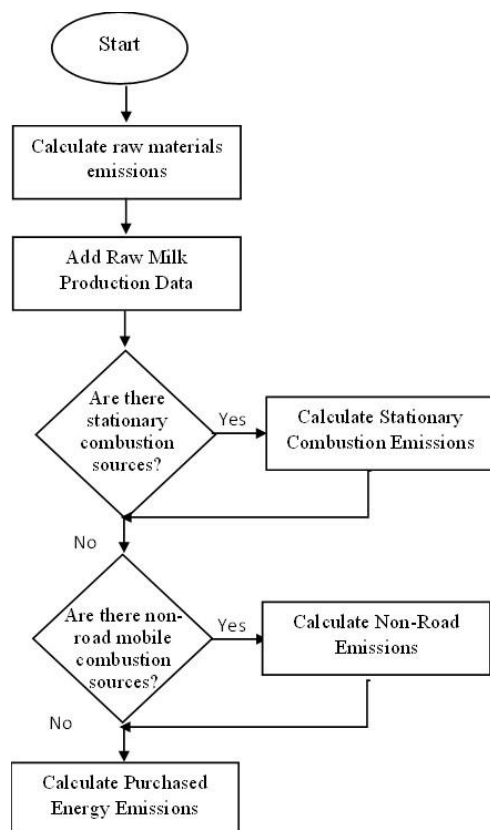 Start
Calculate raw materials
emissions
Add Raw Milk
Production Data
Are there
stationary
combustion
sources?
Yes
Calculate Stationary
Combustion Emissions
No
Are there non-
road mobile
combustion
sources?
Yes
Calculate Non-Road
Emissions
No
Calculate Purchased
Energy Emissions